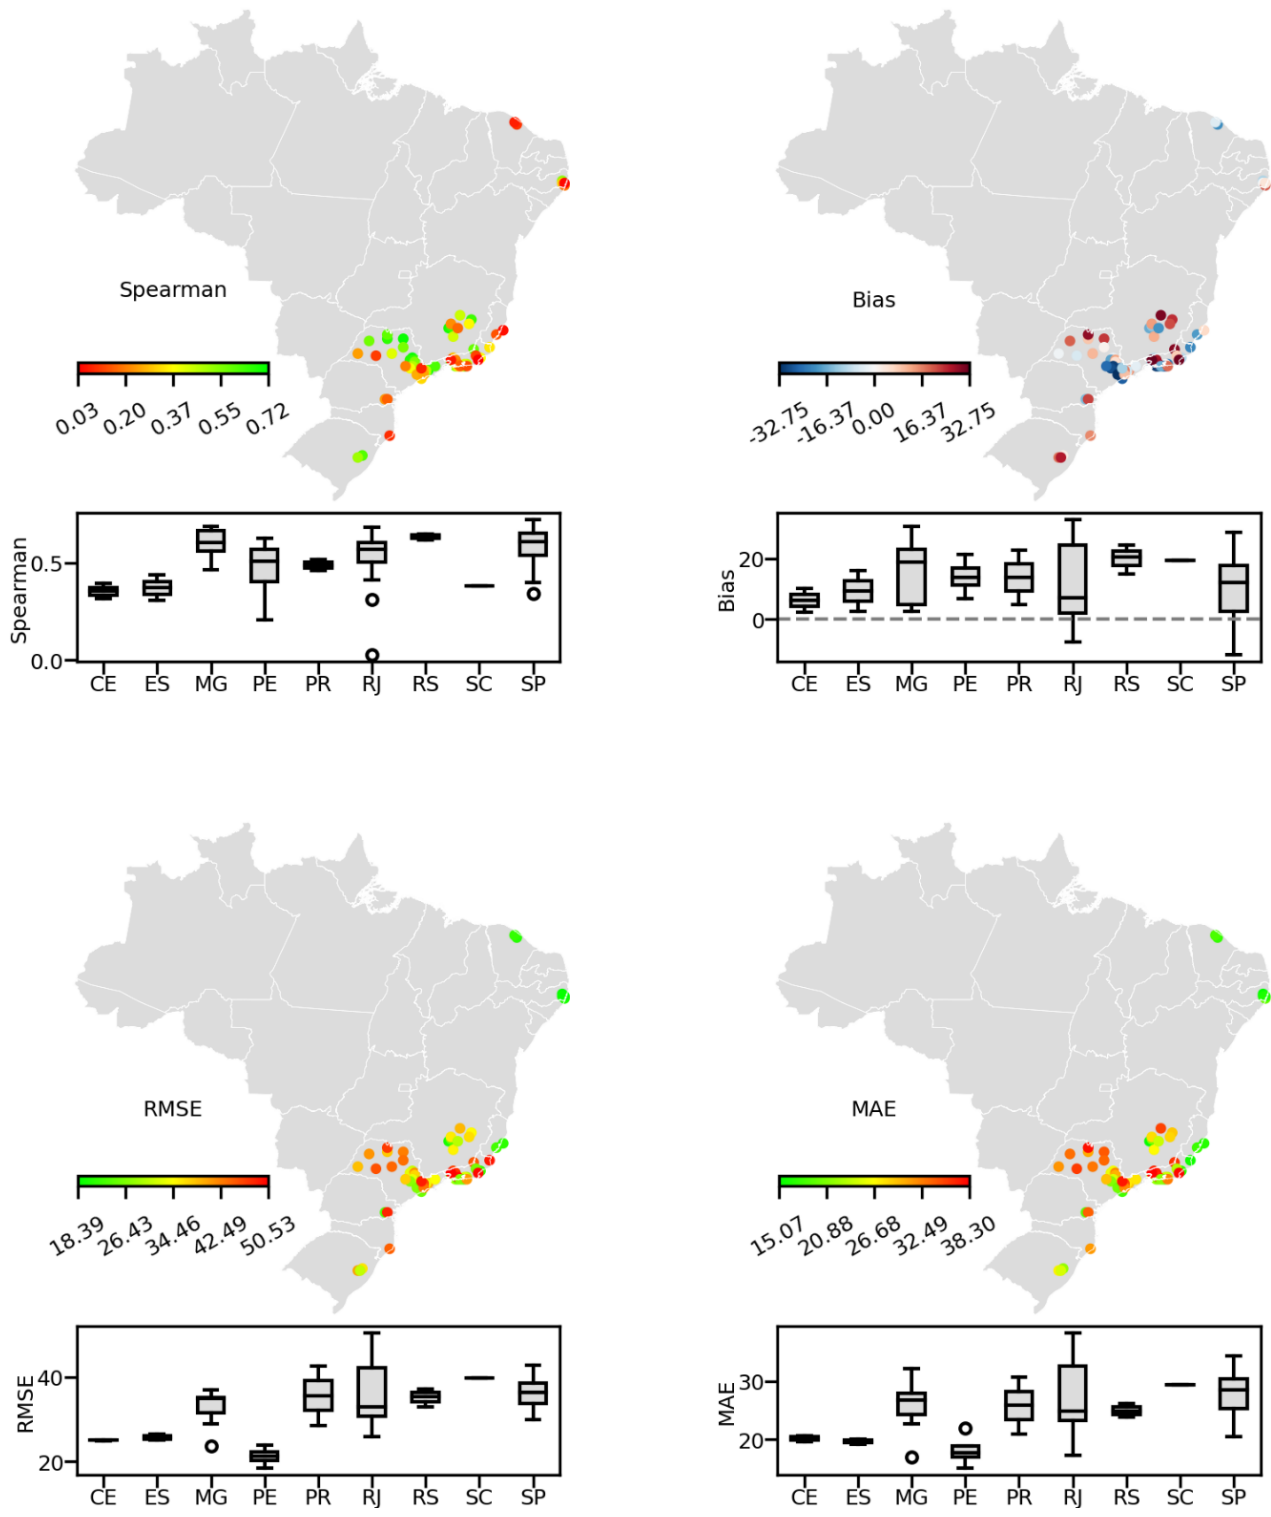 Spearman
0.03 0.20 0.37 0.55 0.72
Spearman
0.5
0.0
CE ES MG PE PR RJ RS SC SP
Bias
-32.75 -16.37 0.00 16.37 32.75
Bias
20
0
CE ES MG PE PR RJ RS SC SP
RMSE
18.39 26.43 34.46 42.49 50.53
RMSE
40
20
CE ES MG PE PR RJ RS SC SP
MAE
15.07 20.88 26.68 32.49 38.30
MAE
30
20
CE ES MG PE PR RJ RS SC SP